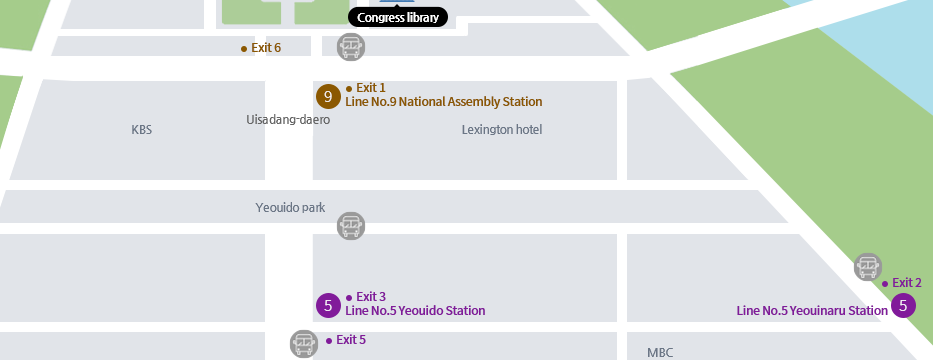 Congress library
Exit 6
Exit 1
9
Line No.9 National Assembly Station
Uisadang-daero
KBS
Lexington hotel
Yeouido park
Exit 2
Exit 3
5
Line No.5 Yeouido Station
Line No.5 Yeouinaru Station
5
Exit 5
MBC